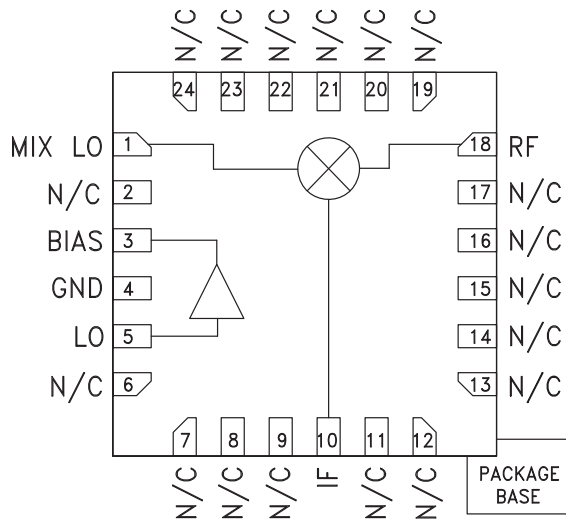 N/C N/C N/C N/C N/C N/C
24 23 22 21 20 19
MIX LO 1 18 RF
N/C 2 17 N/C
BIAS 3 16 N/C
GND 4 15 N/C
LO 5 14 N/C
N/C 6 13 N/C
7 8 9 10 11 12
N/C N/C N/C IF N/C N/C
PACKAGE
BASE